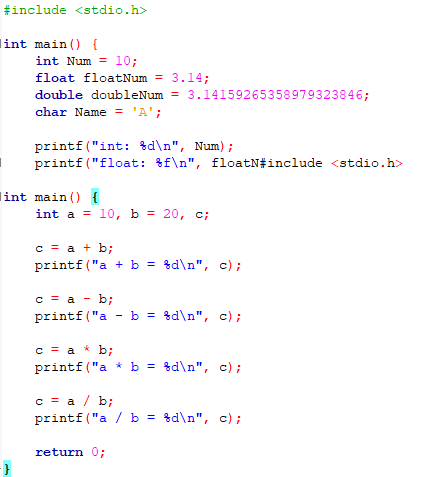 #include <stdio.h>
int main() {
int Num = 10;
float floatNum = 3.14;
double doubleNum = 3.14159265358979323846;
char Name = 'A';
printf("int: %d\n", Num);
printf("float: %f\n", floatN#include <stdio.h>
int main() {
int a = 10, b = 20, c;
c = a + b;
printf("a + b = %d\n", c);
c = a - b;
printf("a - b = %d\n", c);
c = a * b;
printf("a * b = %d\n", c);
c = a / b;
printf("a / b = %d\n", c);
return 0;
}